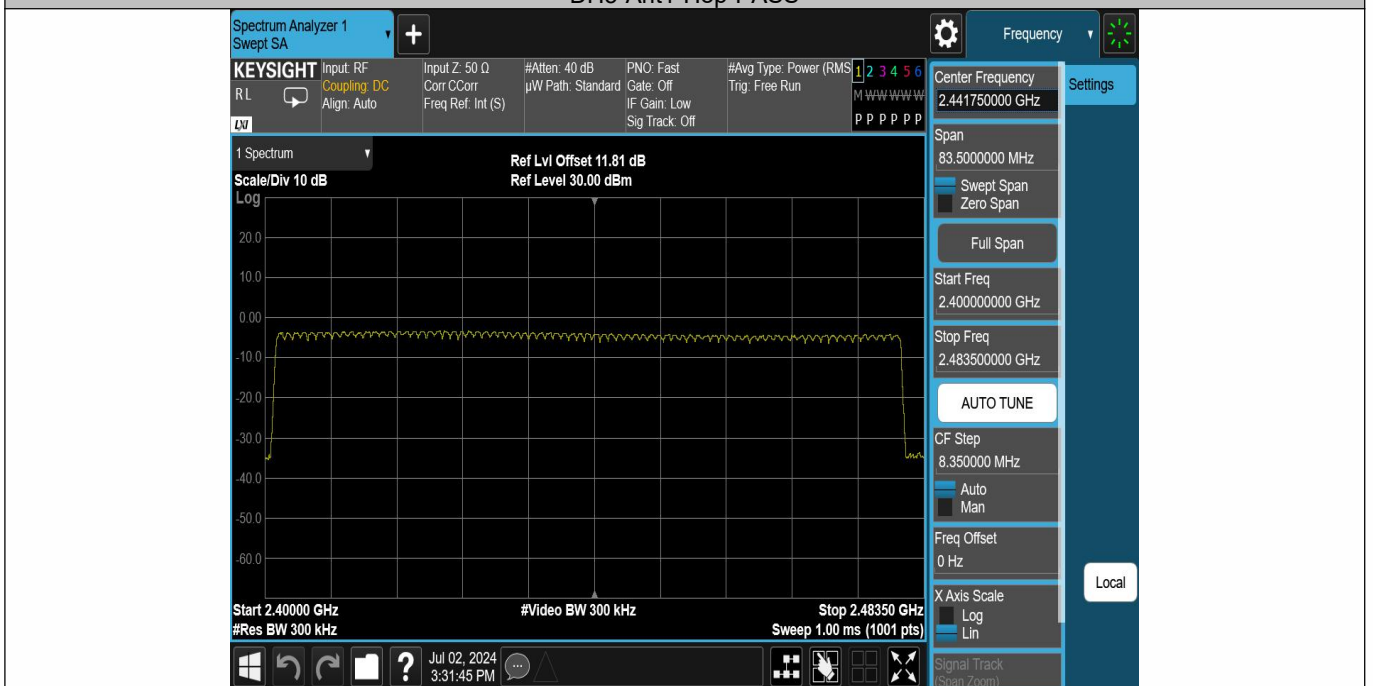 Spectrum Analyzer 1
Swept SA
+
Frequency
KEYSIGHT
RL
LXI
Input: RF
Coupling: DC
Align: Auto
Input Z: 50 Ω
Corr CCorr
Freq Ref: Int (S)
#Atten: 40 dB
µW Path: Standard
PNO: Fast
Gate: Off
IF Gain: Low
Sig Track: Off
#Avg Type: Power (RMS
Trig: Free Run
1 2 3 4 5 6
M W W W W W
P P P P P P
1 Spectrum
Scale/Div 10 dB
Log
Ref Lvl Offset 11.81 dB
Ref Level 30.00 dBm
20.0
10.0
0.00
-10.0
-20.0
-30.0
-40.0
-50.0
-60.0
Start 2.40000 GHz
#Res BW 300 kHz
#Video BW 300 kHz
Stop 2.48350 GHz
Sweep 1.00 ms (1001 pts)
Center Frequency
2.441750000 GHz
Settings
Span
83.5000000 MHz
Swept Span
Zero Span
Full Span
Start Freq
2.400000000 GHz
Stop Freq
2.483500000 GHz
AUTO TUNE
CF Step
8.350000 MHz
Auto
Man
Freq Offset
0 Hz
X Axis Scale
Log
Lin
Local
Signal Track
(Span Zoom)
?
Jul 02, 2024
3:31:45 PM